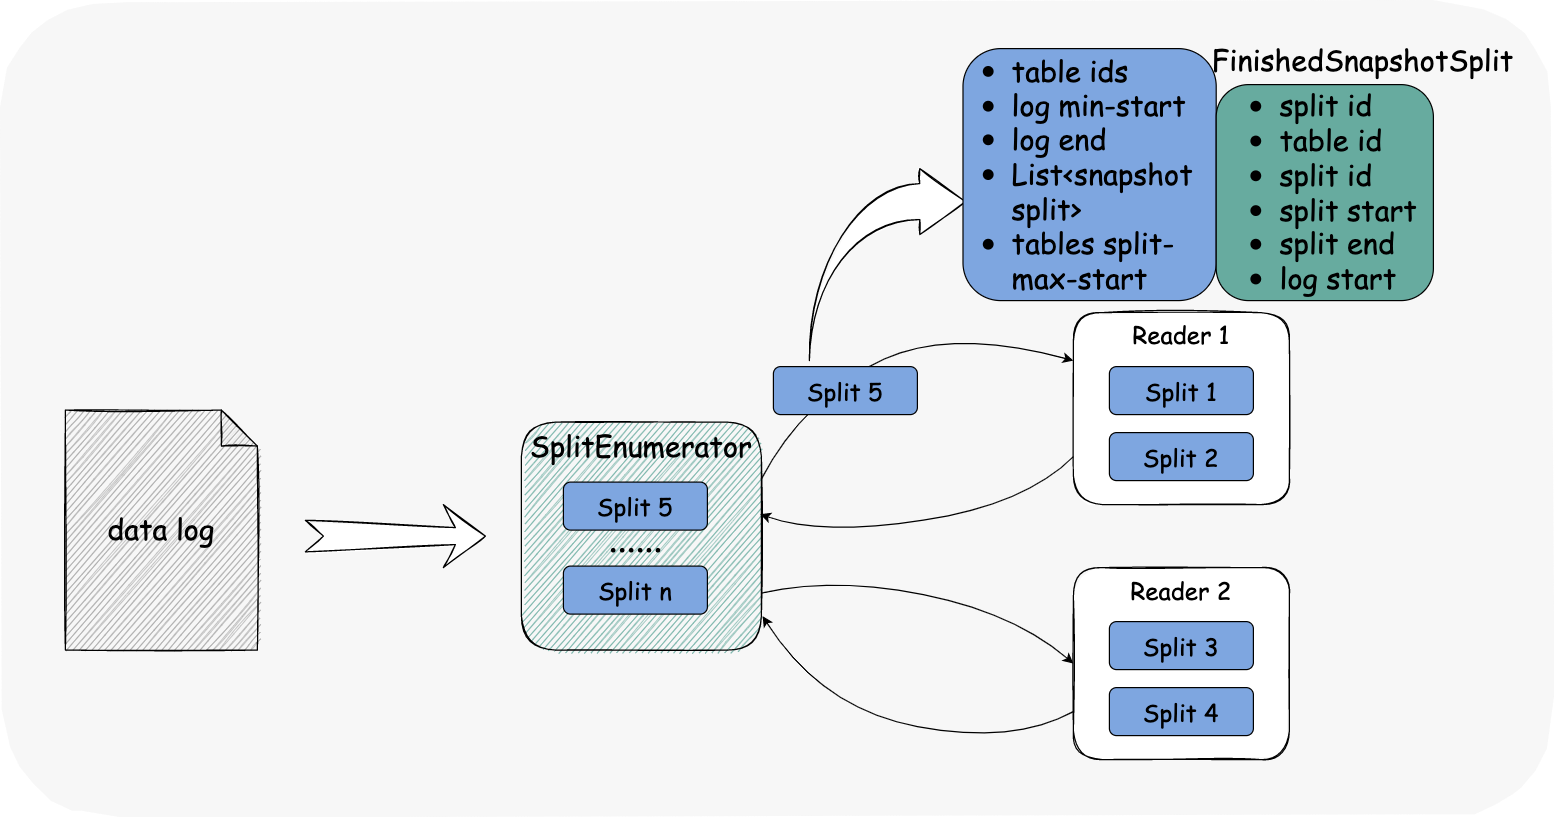 FinishedSnapshotSplit
• table ids
• log min-start
• log end
• List<snapshot
split>
• tables split-
max-start
• split id
• table id
• split id
• split start
• split end
• log start
Reader 1
Split 1
Split 2
Split 5
data log
SplitEnumerator
Split 5
......
Split n
Reader 2
Split 3
Split 4